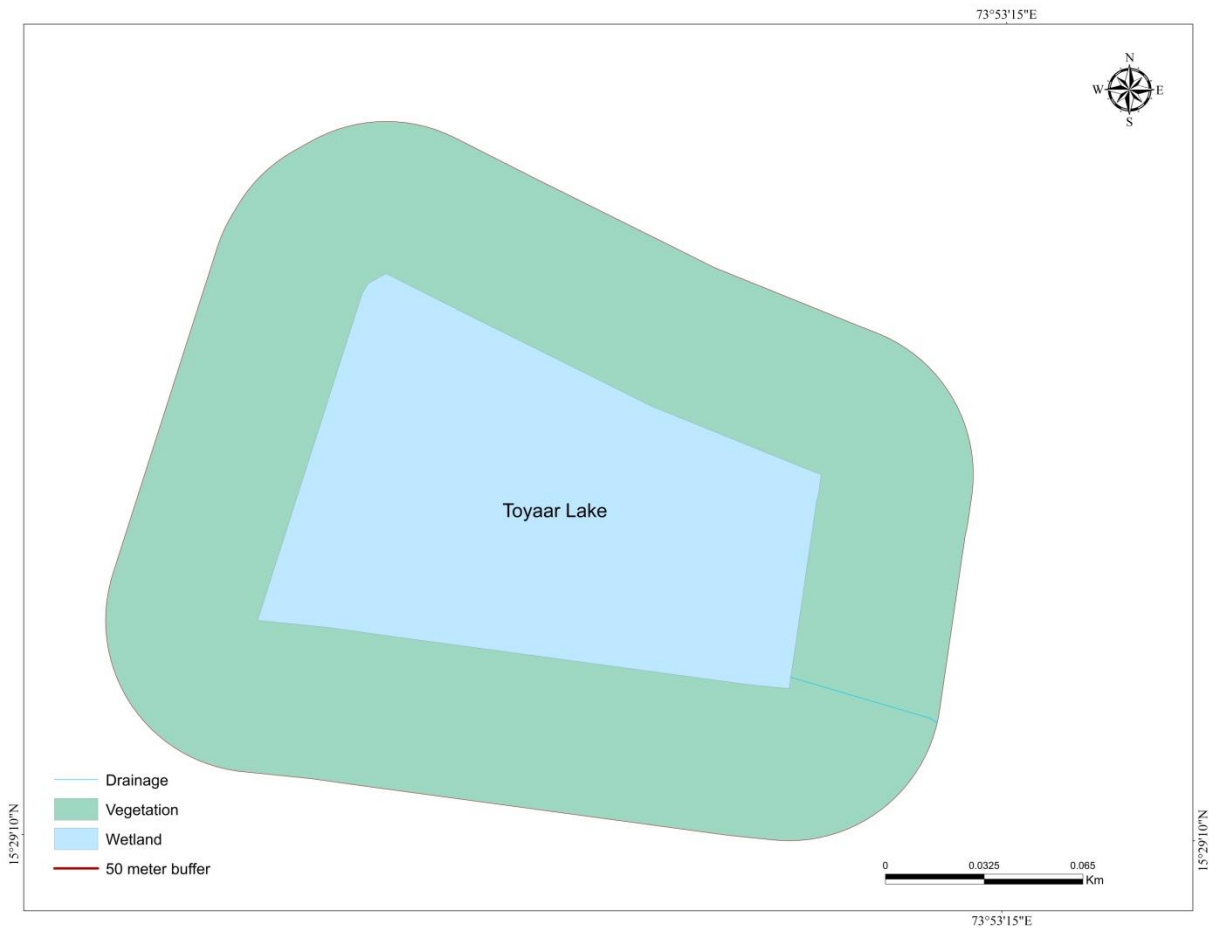 73°53'15"E
N
W E
S
Toyaar Lake
Drainage
Vegetation
Wetland
50 meter buffer
15°29'10"N
15°29'10"N
0 0.0325 0.065
Km
73°53'15"E